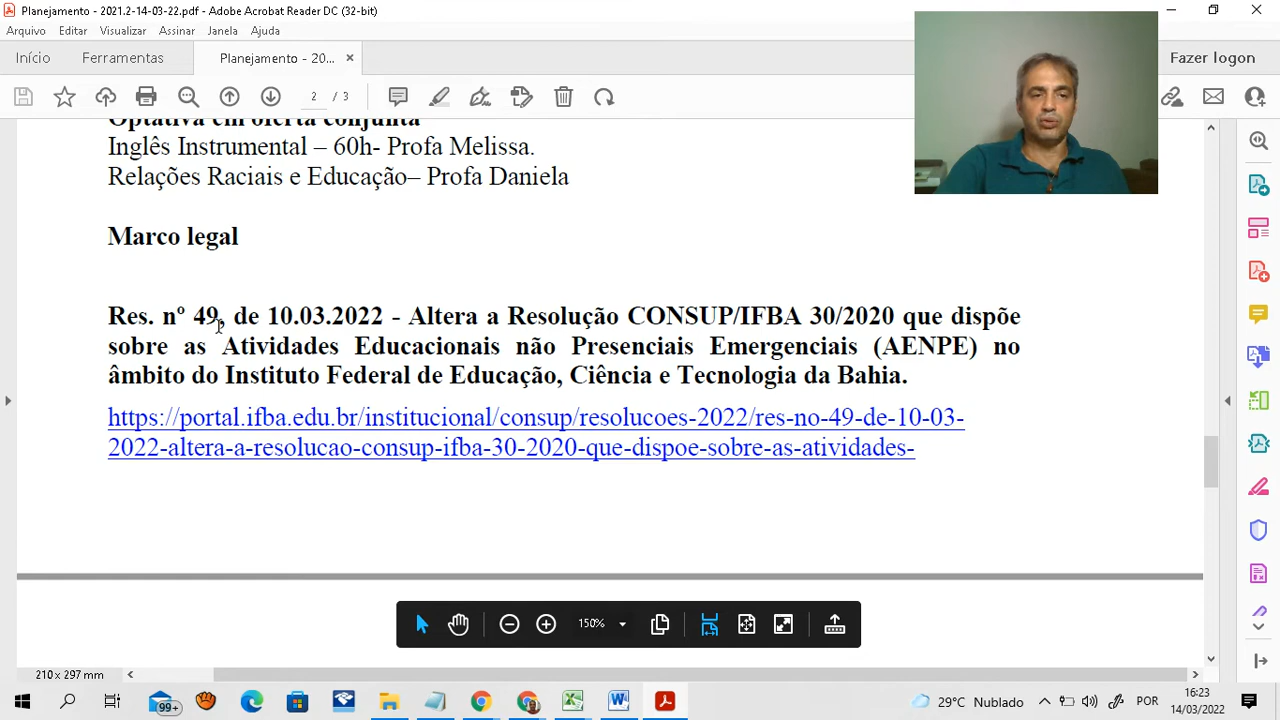 Planejamento - 2021.2-14-03-22.pdf - Adobe Acrobat Reader DC (32-bit)
Arquivo Editar Visualizar Assinar Janela Ajuda
Início Ferramentas Planejamento - 20... × Fazer logon
2 / 3
Optativa em oferta conjunta
Inglês Instrumental – 60h- Profa Melissa.
Relações Raciais e Educação– Profa Daniela
Marco legal
Res. nº 49, de 10.03.2022 - Altera a Resolução CONSUP/IFBA 30/2020 que dispõe
sobre as Atividades Educacionais não Presenciais Emergenciais (AENPE) no
âmbito do Instituto Federal de Educação, Ciência e Tecnologia da Bahia.
https://portal.ifba.edu.br/institucional/consup/resolucoes-2022/res-no-49-de-10-03-
2022-altera-a-resolucao-consup-ifba-30-2020-que-dispoe-sobre-as-atividades-
150%
210 x 297 mm
99+ 29°C Nublado POR 16:23
14/03/2022